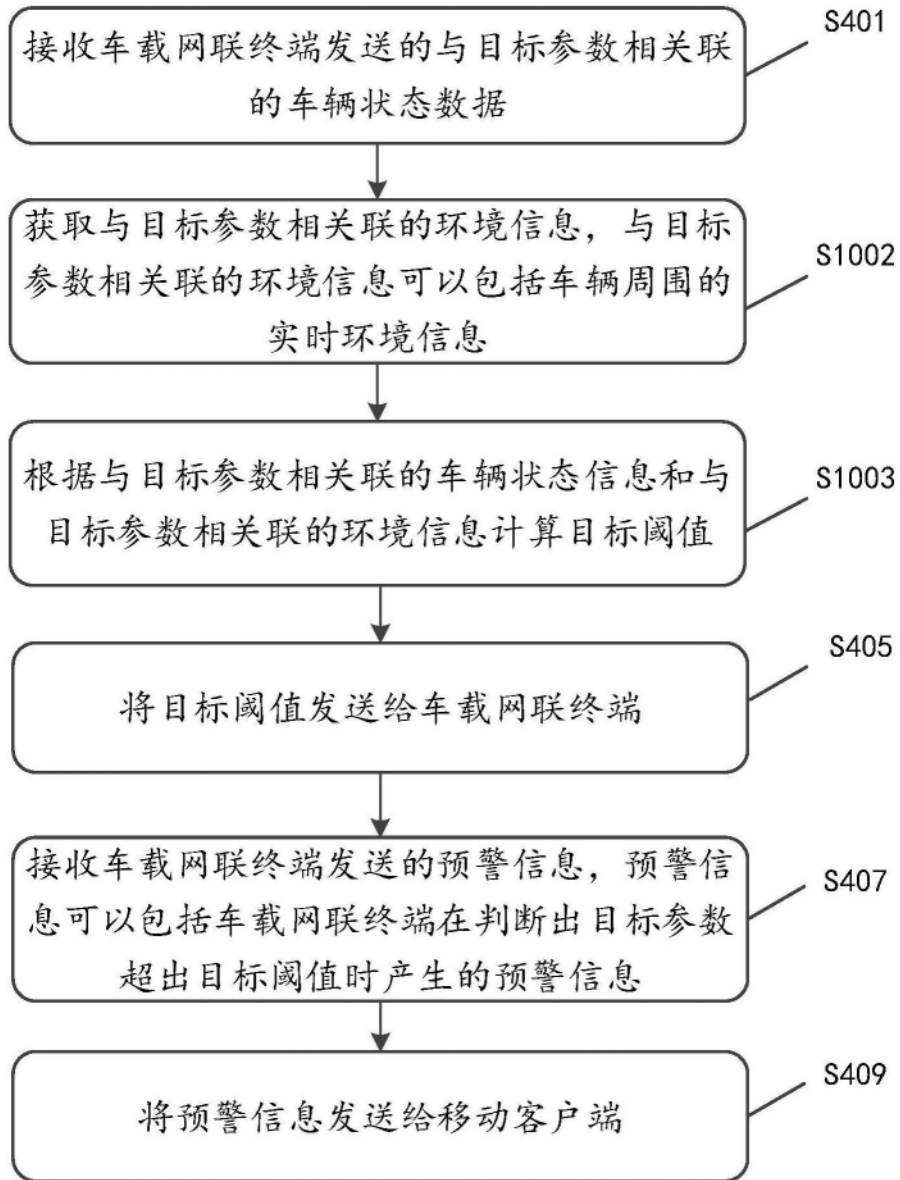 接收车载网联终端发送的与目标参数相关联
的车辆状态数据
S401
获取与目标参数相关联的环境信息，与目标
参数相关联的环境信息可以包括车辆周围的
实时环境信息
S1002
根据与目标参数相关联的车辆状态信息和与
目标参数相关联的环境信息计算目标阈值
S1003
将目标阈值发送给车载网联终端
S405
接收车载网联终端发送的预警信息，预警信
息可以包括车载网联终端在判断出目标参数
超出目标阈值时产生的预警信息
S407
将预警信息发送给移动客户端
S409